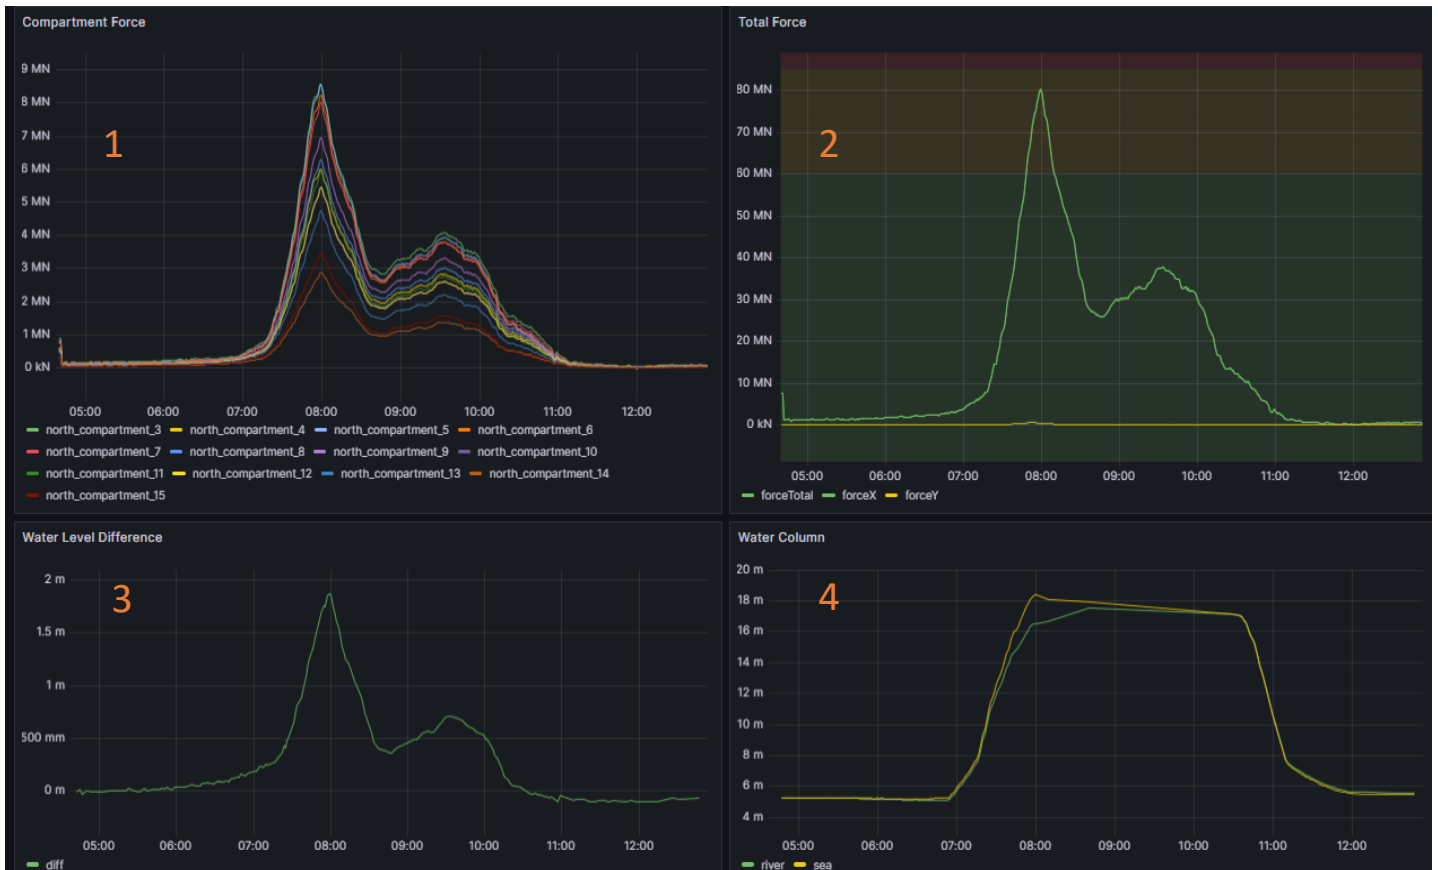 Compartment Force
9 MN
8 MN
7 MN
6 MN
5 MN
4 MN
3 MN
2 MN
1 MN
0 kN
05:00 06:00 07:00 08:00 09:00 10:00 11:00 12:00
north_compartment_3 north_compartment_4 north_compartment_5 north_compartment_6
north_compartment_7 north_compartment_8 north_compartment_9 north_compartment_10
north_compartment_11 north_compartment_12 north_compartment_13 north_compartment_14
north_compartment_15
1
Total Force
80 MN
70 MN
60 MN
50 MN
40 MN
30 MN
20 MN
10 MN
0 kN
05:00 06:00 07:00 08:00 09:00 10:00 11:00 12:00
forceTotal forceX forceY
2
Water Level Difference
2 m
1.5 m
1 m
500 mm
0 m
05:00 06:00 07:00 08:00 09:00 10:00 11:00 12:00
diff
3
Water Column
20 m
18 m
16 m
14 m
12 m
10 m
8 m
6 m
4 m
05:00 06:00 07:00 08:00 09:00 10:00 11:00 12:00
river sea
4